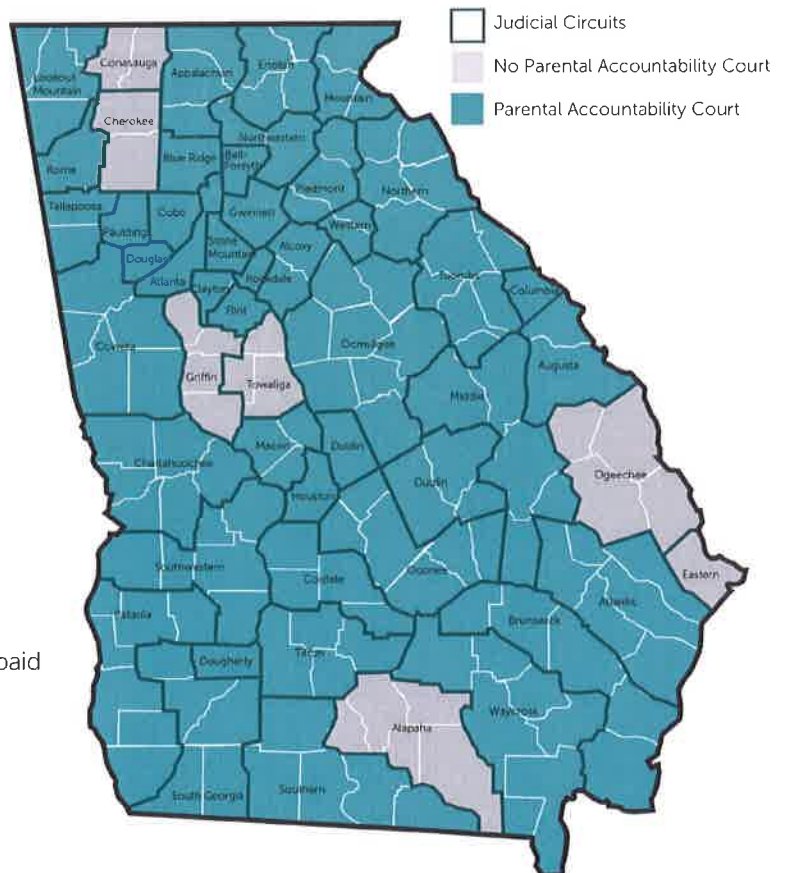 Judicial Circuits
No Parental Accountability Court
Parental Accountability Court
Conasauga
Lookout
Mountain
Appalachian
Enotah
Mountain
Cherokee
Northeastern
Blue Ridge
Bell-
Forsyth
Rome
Piedmont
Northern
Tallapoosa
Cobb
Gwinnett
Paulding
Western
Stone
Mountain
Alcovy
Douglas
Atlanta
Clayton
Rockdale
Toombs
Columbia
Flint
Coweta
Ocmulgee
Augusta
Griffin
Towaliga
Middle
Macon
Dublin
Chattahoochee
Ogeechee
Dublin
Houston
Southwestern
Cordele
Oconee
Eastern
Atlantic
Pataula
Brunswick
paid
Dougherty
Tifton
Waycross
Alapaha
South Georgia
Southern